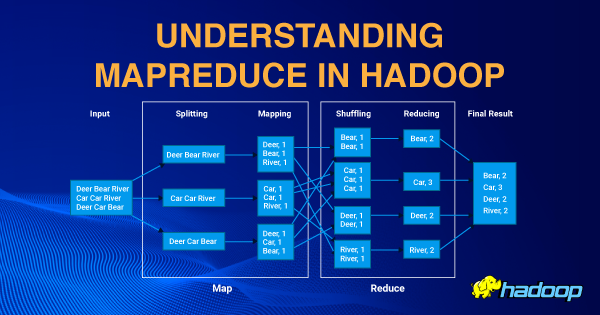 UNDERSTANDING
MAPREDUCE IN HADOOP
Input
Splitting
Mapping
Shuffling
Reducing
Final Result
Deer Bear River
Car Car River
Deer Car Bear
Deer Bear River
Car Car River
Deer Car Bear
Deer, 1
Bear, 1
River, 1
Car, 1
Car, 1
River, 1
Deer, 1
Car, 1
Bear, 1
Bear, 1
Bear, 1
Car, 1
Car, 1
Car, 1
Deer, 1
Deer, 1
River, 1
River, 1
Bear, 2
Car, 3
Deer, 2
River, 2
Bear, 2
Car, 3
Deer, 2
River, 2
Map
Reduce
hadoop